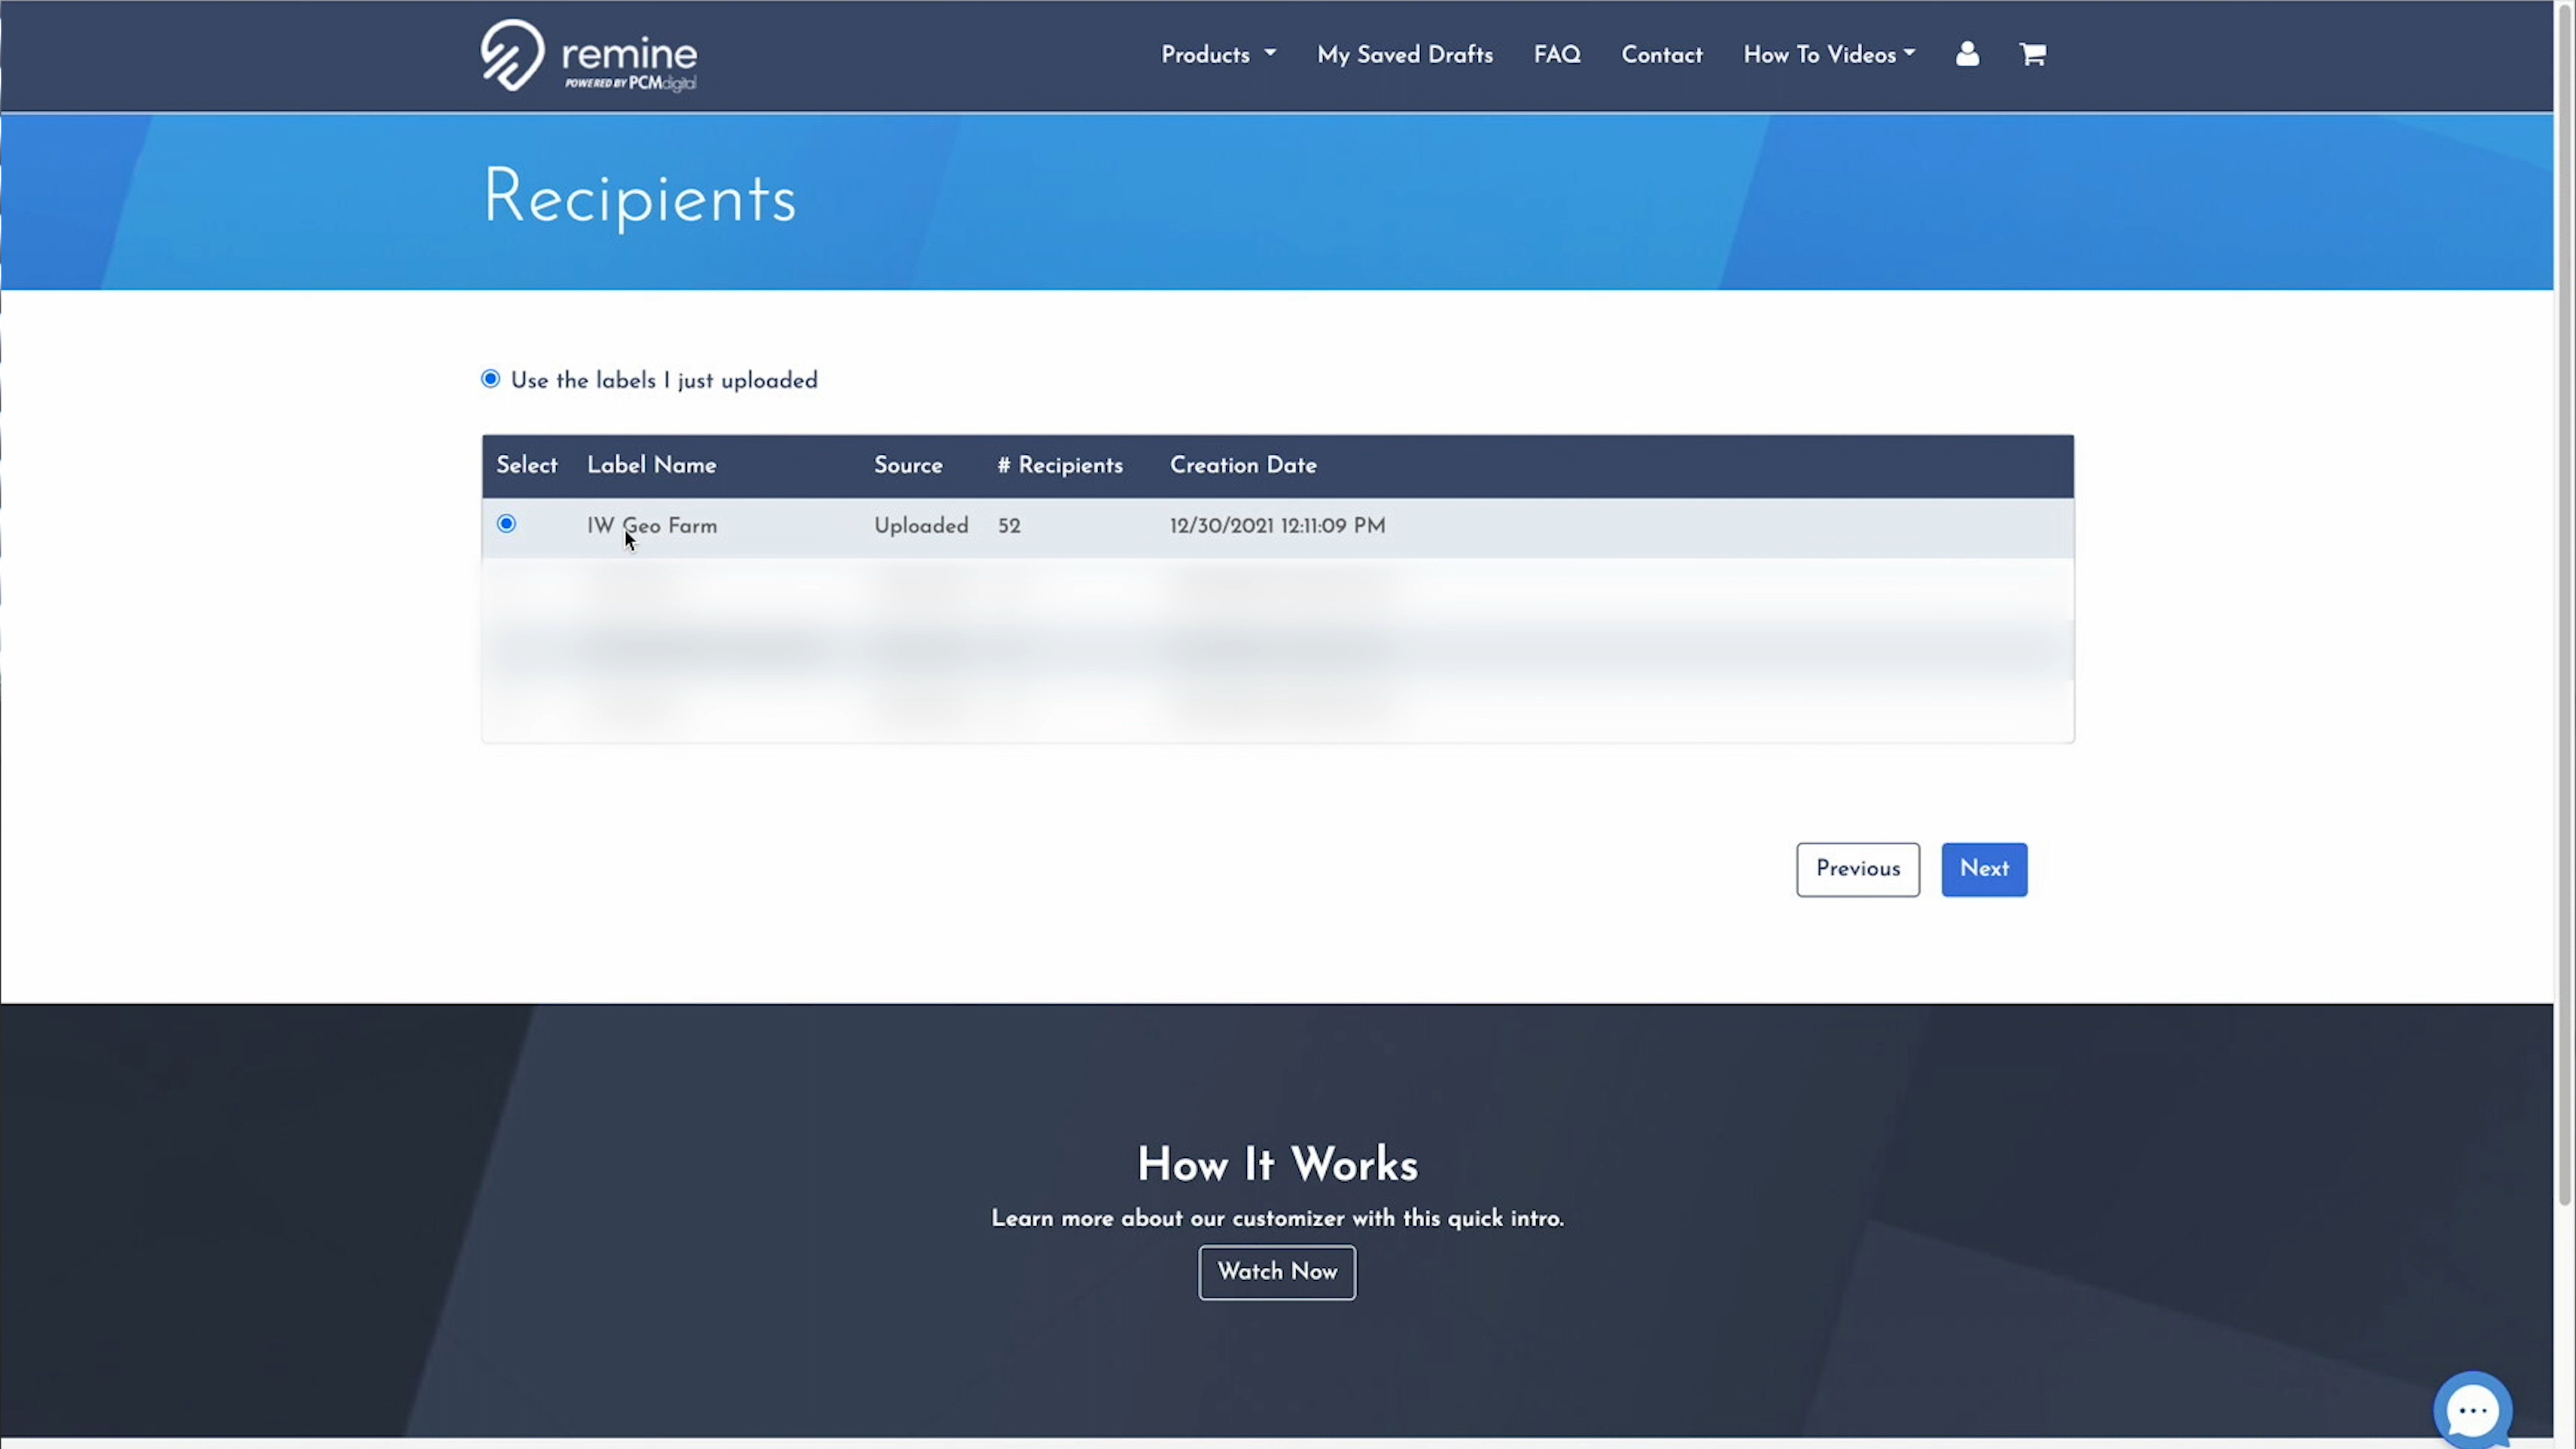 remine
POWERED BY PCMdigital
Products My Saved Drafts FAQ Contact How To Videos
Recipients
Use the labels I just uploaded
Select Label Name Source # Recipients Creation Date
IW Geo Farm Uploaded 52 12/30/2021 12:11:09 PM
Previous Next
How It Works
Learn more about our customizer with this quick intro.
Watch Now